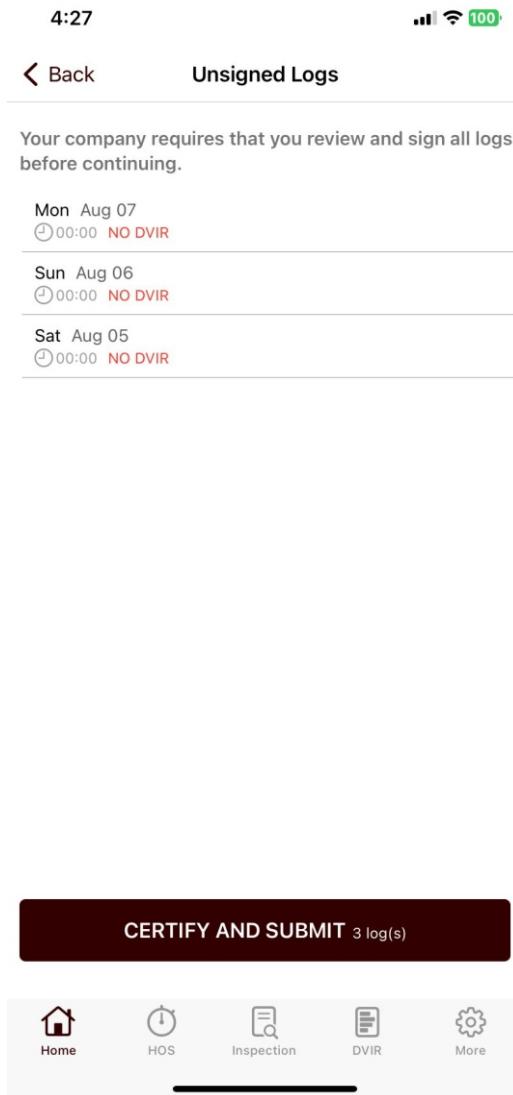 4:27
100
Back
Unsigned Logs
Your company requires that you review and sign all logs
before continuing.
Mon Aug 07
00:00 NO DVIR
Sun Aug 06
00:00 NO DVIR
Sat Aug 05
00:00 NO DVIR
CERTIFY AND SUBMIT 3 log(s)
Home
HOS
Inspection
DVIR
More